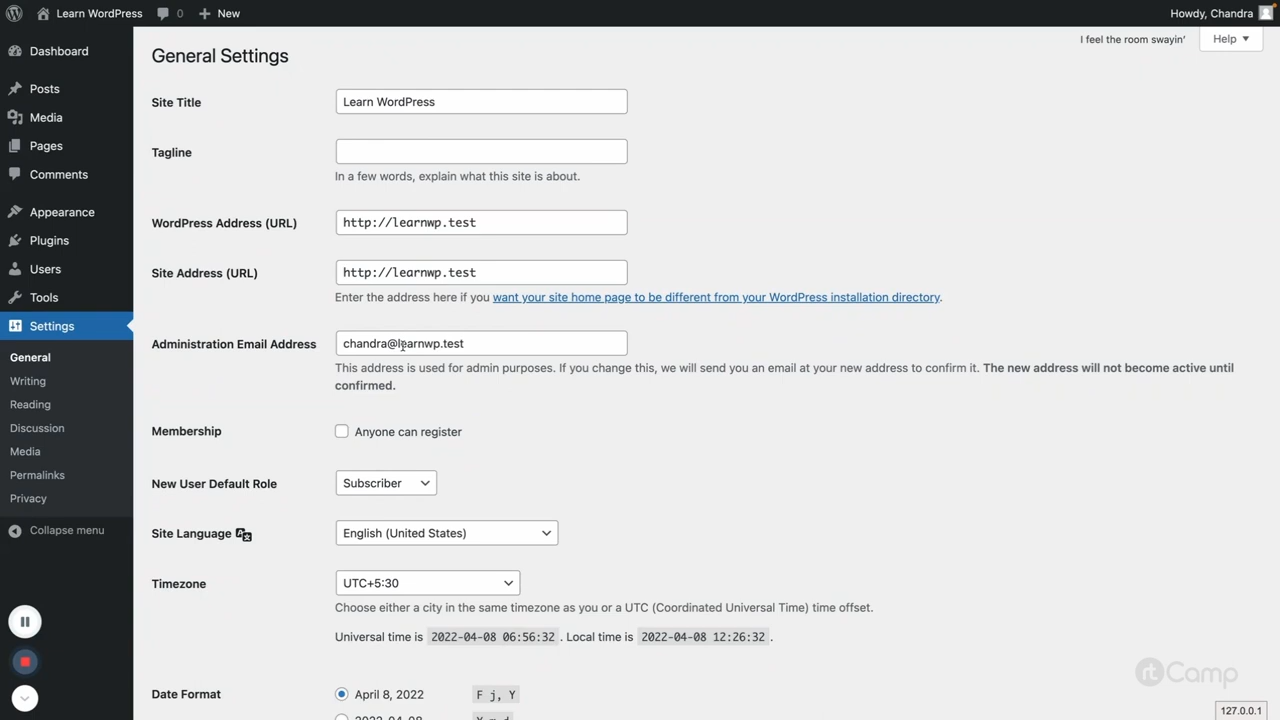 Learn WordPress 0 New Howdy, Chandra
I feel the room swayin' Help
Dashboard
Posts
Media
Pages
Comments
Appearance
Plugins
Users
Tools
Settings
General
Writing
Reading
Discussion
Media
Permalinks
Privacy
Collapse menu
General Settings
Site Title Learn WordPress
Tagline
In a few words, explain what this site is about.
WordPress Address (URL) http://learnwp.test
Site Address (URL) http://learnwp.test
Enter the address here if you want your site home page to be different from your WordPress installation directory.
Administration Email Address chandra@learnwp.test
This address is used for admin purposes. If you change this, we will send you an email at your new address to confirm it. The new address will not become active until
confirmed.
Membership Anyone can register
New User Default Role Subscriber
Site Language English (United States)
Timezone UTC+5:30
Choose either a city in the same timezone as you or a UTC (Coordinated Universal Time) time offset.
Universal time is 2022-04-08 06:56:32 . Local time is 2022-04-08 12:26:32 .
Date Format April 8, 2022 F j, Y
2022-04-08 Y-m-d
rtCamp
127.0.0.1